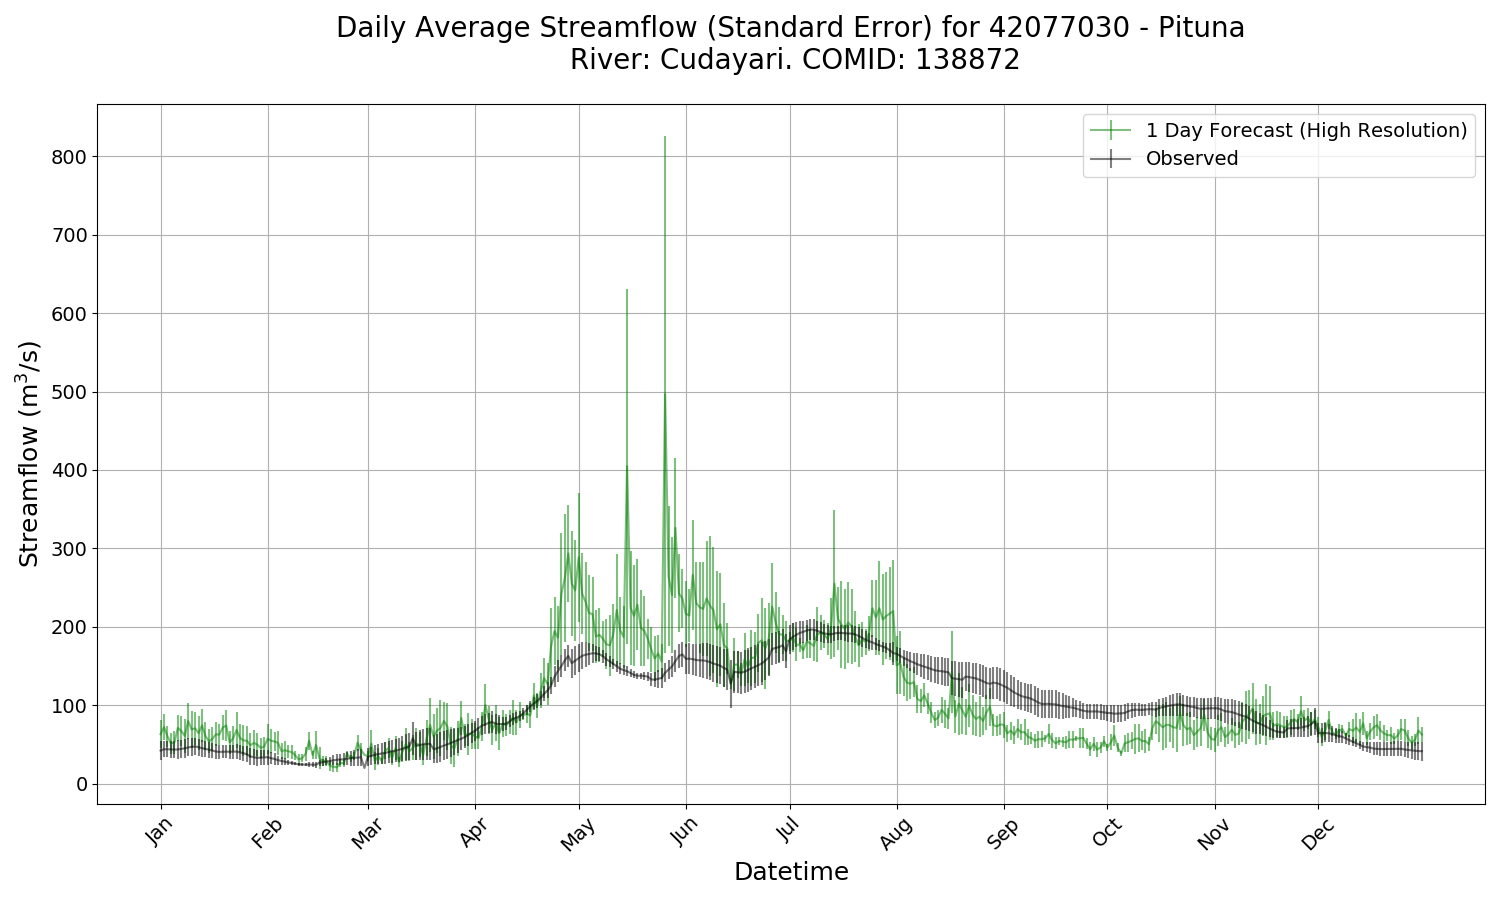 Daily Average Streamflow (Standard Error) for 42077030 - Pituna
River: Cudayari. COMID: 138872
1 Day Forecast (High Resolution)
Observed
Streamflow (m³/s)
800
700
600
500
400
300
200
100
0
Jan
Feb
Mar
Apr
May
Jun
Jul
Aug
Sep
Oct
Nov
Dec
Datetime